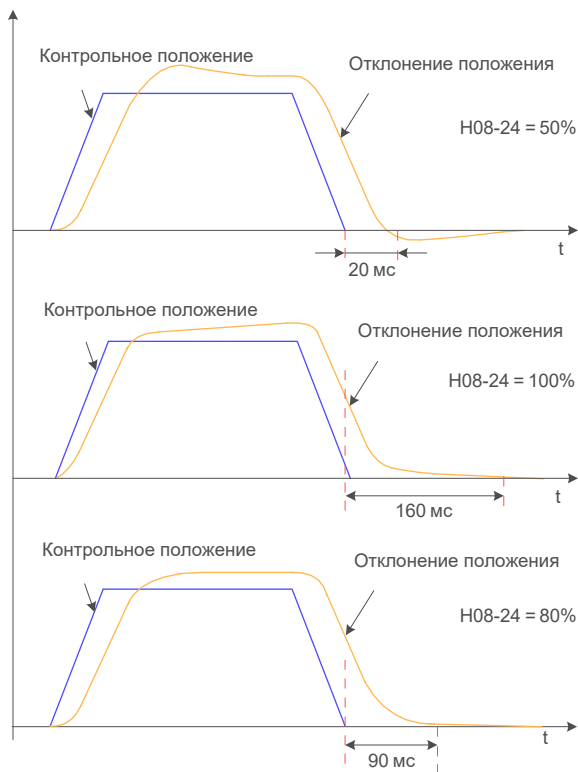 Контрольное положение
Отклонение положения
H08-24 = 50%
t
20 мс
Контрольное положение
Отклонение положения
H08-24 = 100%
t
160 мс
Контрольное положение
Отклонение положения
H08-24 = 80%
t
90 мс